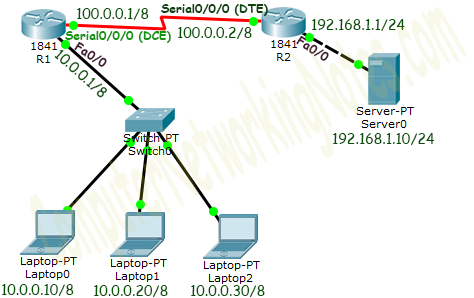 100.0.0.1/8
Serial0/0/0 (DTE)
192.168.1.1/24
1841
R1
Serial0/0/0 (DCE)
100.0.0.2/8
1841
R2
Fa0/0
10.0.0.1/8
Fa0/0
Server-PT
Server0
192.168.1.10/24
Switch-PT
Switch0
Laptop-PT
Laptop0
10.0.0.10/8
Laptop-PT
Laptop1
10.0.0.20/8
Laptop-PT
Laptop2
10.0.0.30/8